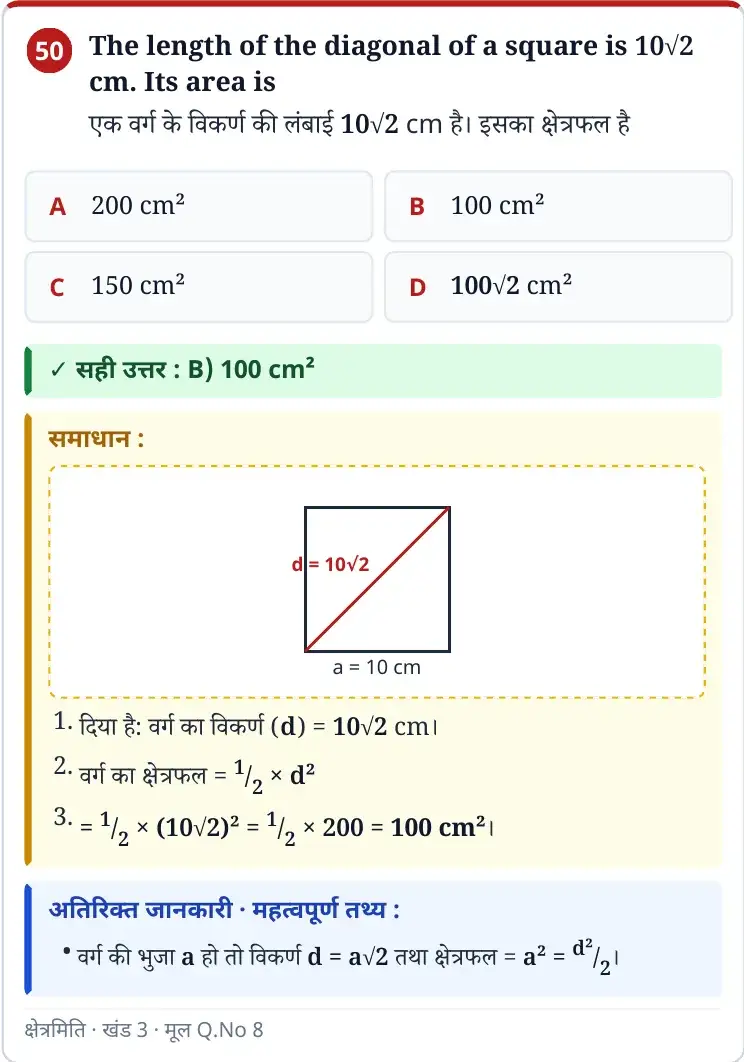 50
The length of the diagonal of a square is 10√2
cm. Its area is
एक वर्ग के विकर्ण की लंबाई 10√2 cm है। इसका क्षेत्रफल है
A 200 cm²
B 100 cm²
C 150 cm²
D 100√2 cm²
✓ सही उत्तर : B) 100 cm²
समाधान :
d = 10√2
a = 10 cm
1. दिया है: वर्ग का विकर्ण (d) = 10√2 cm।
2. वर्ग का क्षेत्रफल = 1/2 × d²
3. = 1/2 × (10√2)² = 1/2 × 200 = 100 cm²।
अतिरिक्त जानकारी · महत्वपूर्ण तथ्य :
• वर्ग की भुजा a हो तो विकर्ण d = a√2 तथा क्षेत्रफल = a² = d²/2।
क्षेत्रमिति · खंड 3 · मूल Q.No 8